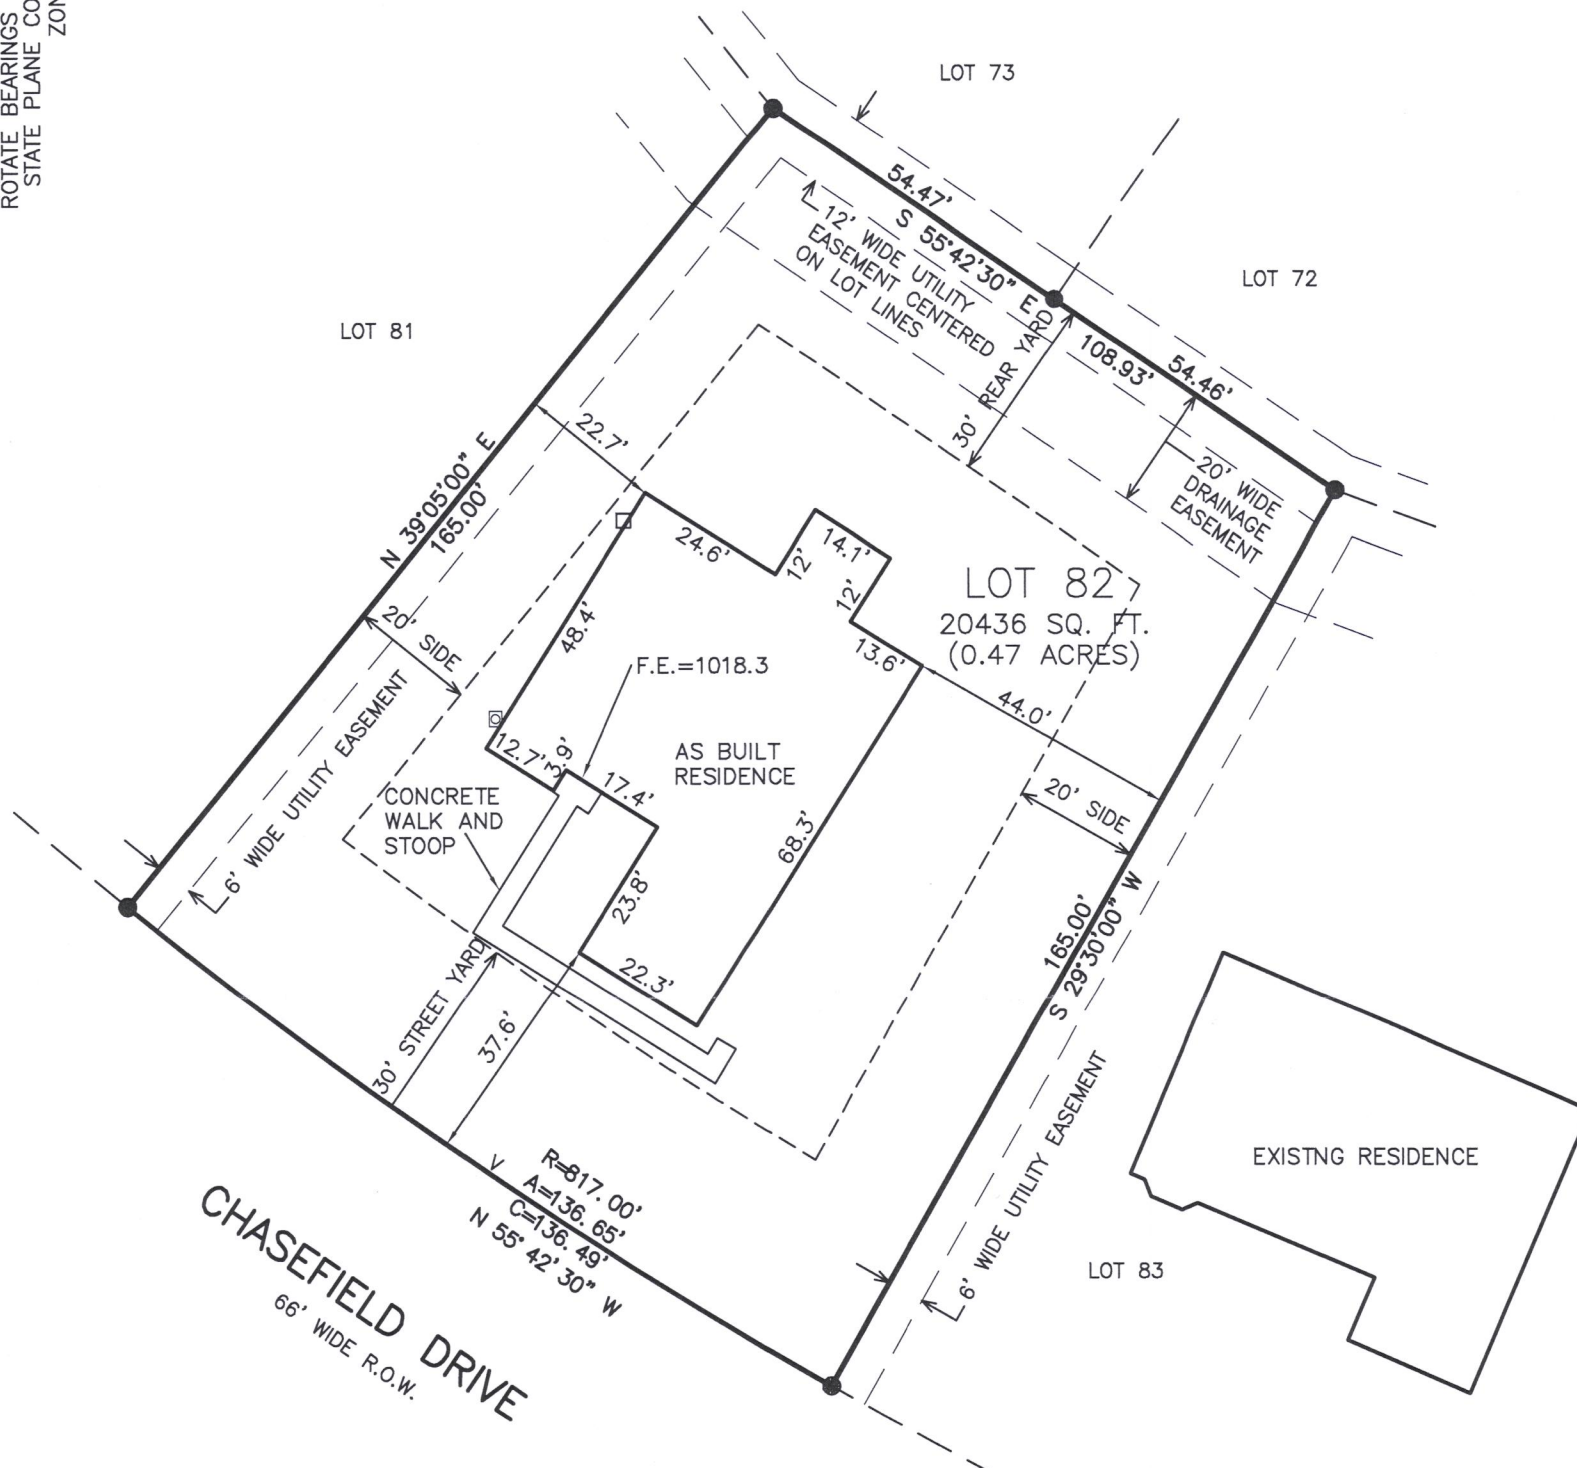 ROTATE BEARINGS
STATE PLANE CO
ZON
LOT 73
54.47'
S 55°42'30" E
12' WIDE UTILITY
EASEMENT CENTERED
ON LOT LINES
LOT 72
LOT 81
30' REAR YARD
108.93'
54.46'
22.7'
20' WIDE
DRAINAGE
EASEMENT
N 39°05'00" E
165.00'
24.6'
12'
14.1'
12'
LOT 82
20436 SQ. FT.
(0.47 ACRES)
20' SIDE
48.4'
13.6'
F.E.=1018.3
44.0'
6' WIDE UTILITY EASEMENT
12.7'
3.9'
17.4'
AS BUILT
RESIDENCE
CONCRETE
WALK AND
STOOP
68.3'
20' SIDE
23.8'
165.00'
S 29°30'00" W
22.3'
30' STREET YARD
37.6'
6' WIDE UTILITY EASEMENT
EXISTNG RESIDENCE
V
R=817.00'
A=136.65'
C=136.49'
N 55°42'30" W
LOT 83
CHASEFIELD DRIVE
66' WIDE R.O.W.